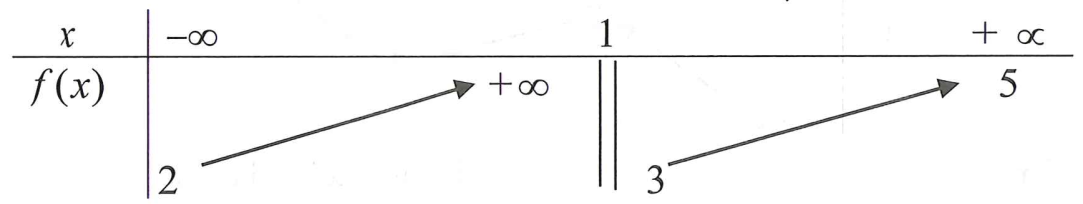 x −∞ 1 + ∝
f(x) +∞ 5
2 3